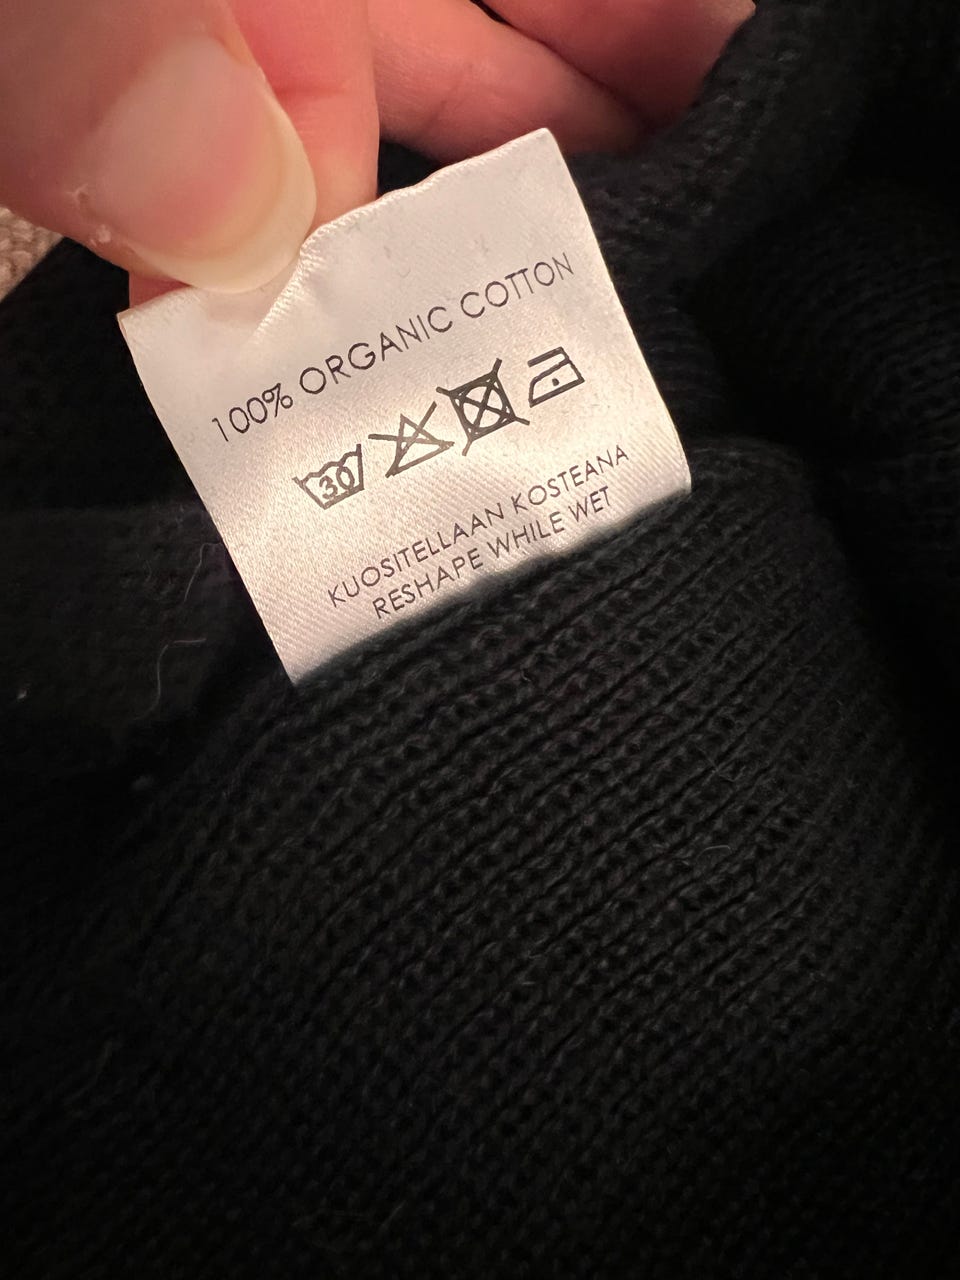 100% ORGANIC COTTON
30
KUOSITELLAAN KOSTEANA
RESHAPE WHILE WET